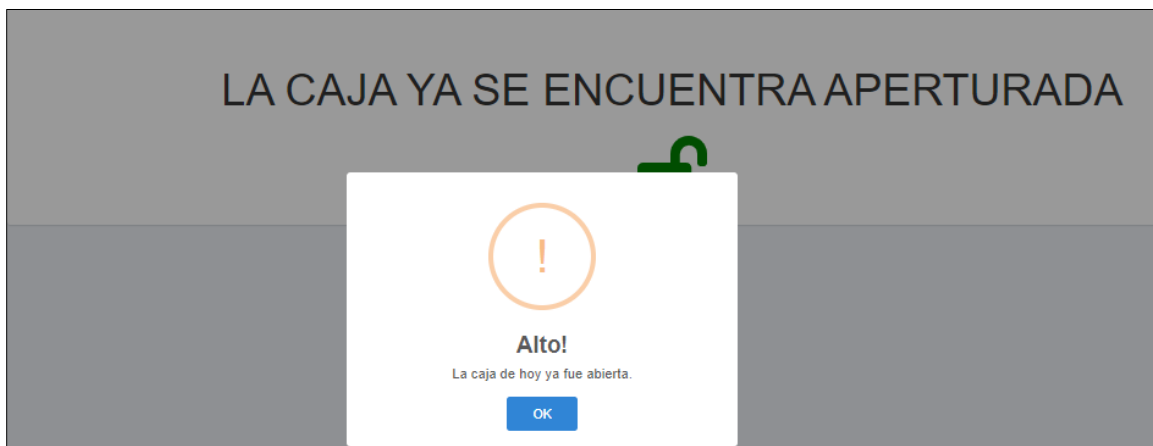 LA CAJA YA SE ENCUENTRA APERTURADA
!
Alto!
La caja de hoy ya fue abierta.
OK